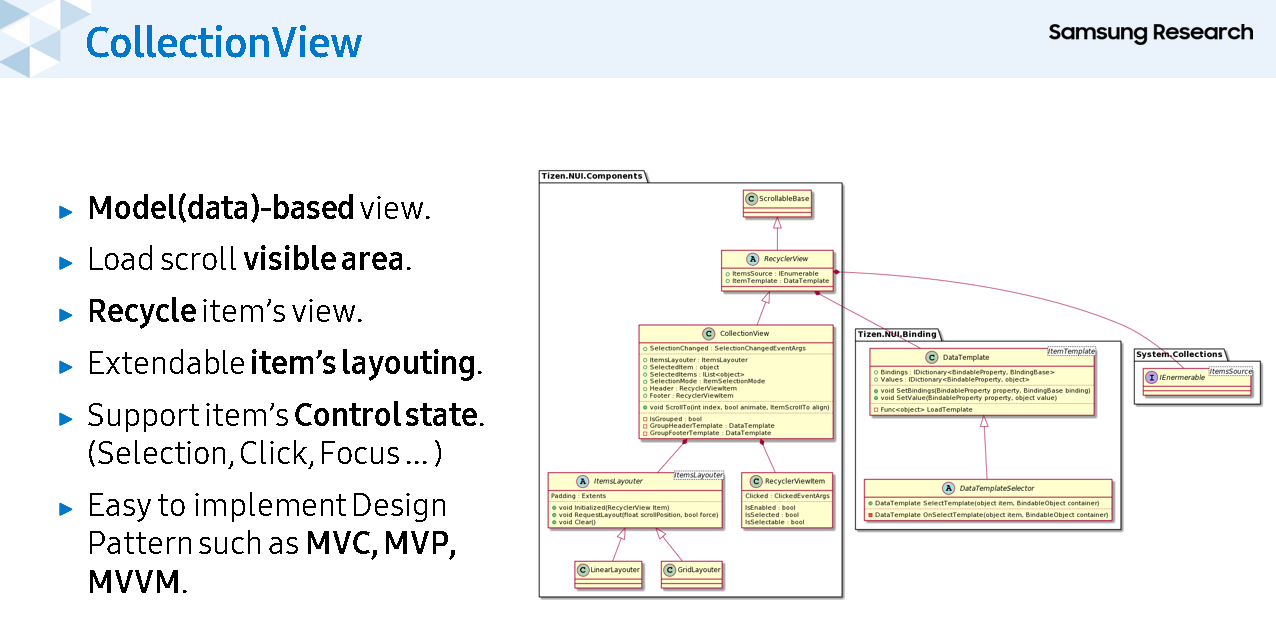 CollectionView
Samsung Research
Model(data)-based view.
Load scroll visible area.
Recycle item's view.
Extendable item's layouting.
Support item's Control state.
(Selection, Click, Focus ... )
Easy to implement Design
Pattern such as MVC, MVP,
MVVM.
Tizen.NUI.Components
C ScrollableBase
A RecyclerView
ItemsSource : IEnumerable
ItemTemplate : DataTemplate
C CollectionView
SelectionChanged : SelectionChangedEventArgs
ItemsLayouter : ItemsLayouter
SelectedItem : object
SelectedItems : IList<object>
SelectionMode : ItemSelectionMode
Header : RecyclerViewItem
Footer : RecyclerViewItem
void ScrollTo(int index, bool animate, ItemScrollTo align)
IsGrouped : bool
GroupHeaderTemplate : DataTemplate
GroupFooterTemplate : DataTemplate
ItemsLayouter
A ItemsLayouter
Padding : Extents
void Initialized(RecyclerView Item)
void RequestLayout(float scrollPosition, bool force)
void Clear()
C RecyclerViewItem
Clicked : ClickedEventArgs
IsEnabled : bool
IsSelected : bool
IsSelectable : bool
C LinearLayouter
C GridLayouter
Tizen.NUI.Binding
ItemTemplate
C DataTemplate
Bindings : IDictionary<BindableProperty, BIndingBase>
Values : IDictionary<BindableProperty, object>
void SetBindings(BindableProperty property, BindingBase binding)
void SetValue(BindableProperty property, object value)
Func<object> LoadTemplate
A DataTemplateSelector
DataTemplate SelectTemplate(object item, BindableObject container)
DataTemplate OnSelectTemplate(object item, BindableObject container)
System.Collections
ItemsSource
I IEnermerable